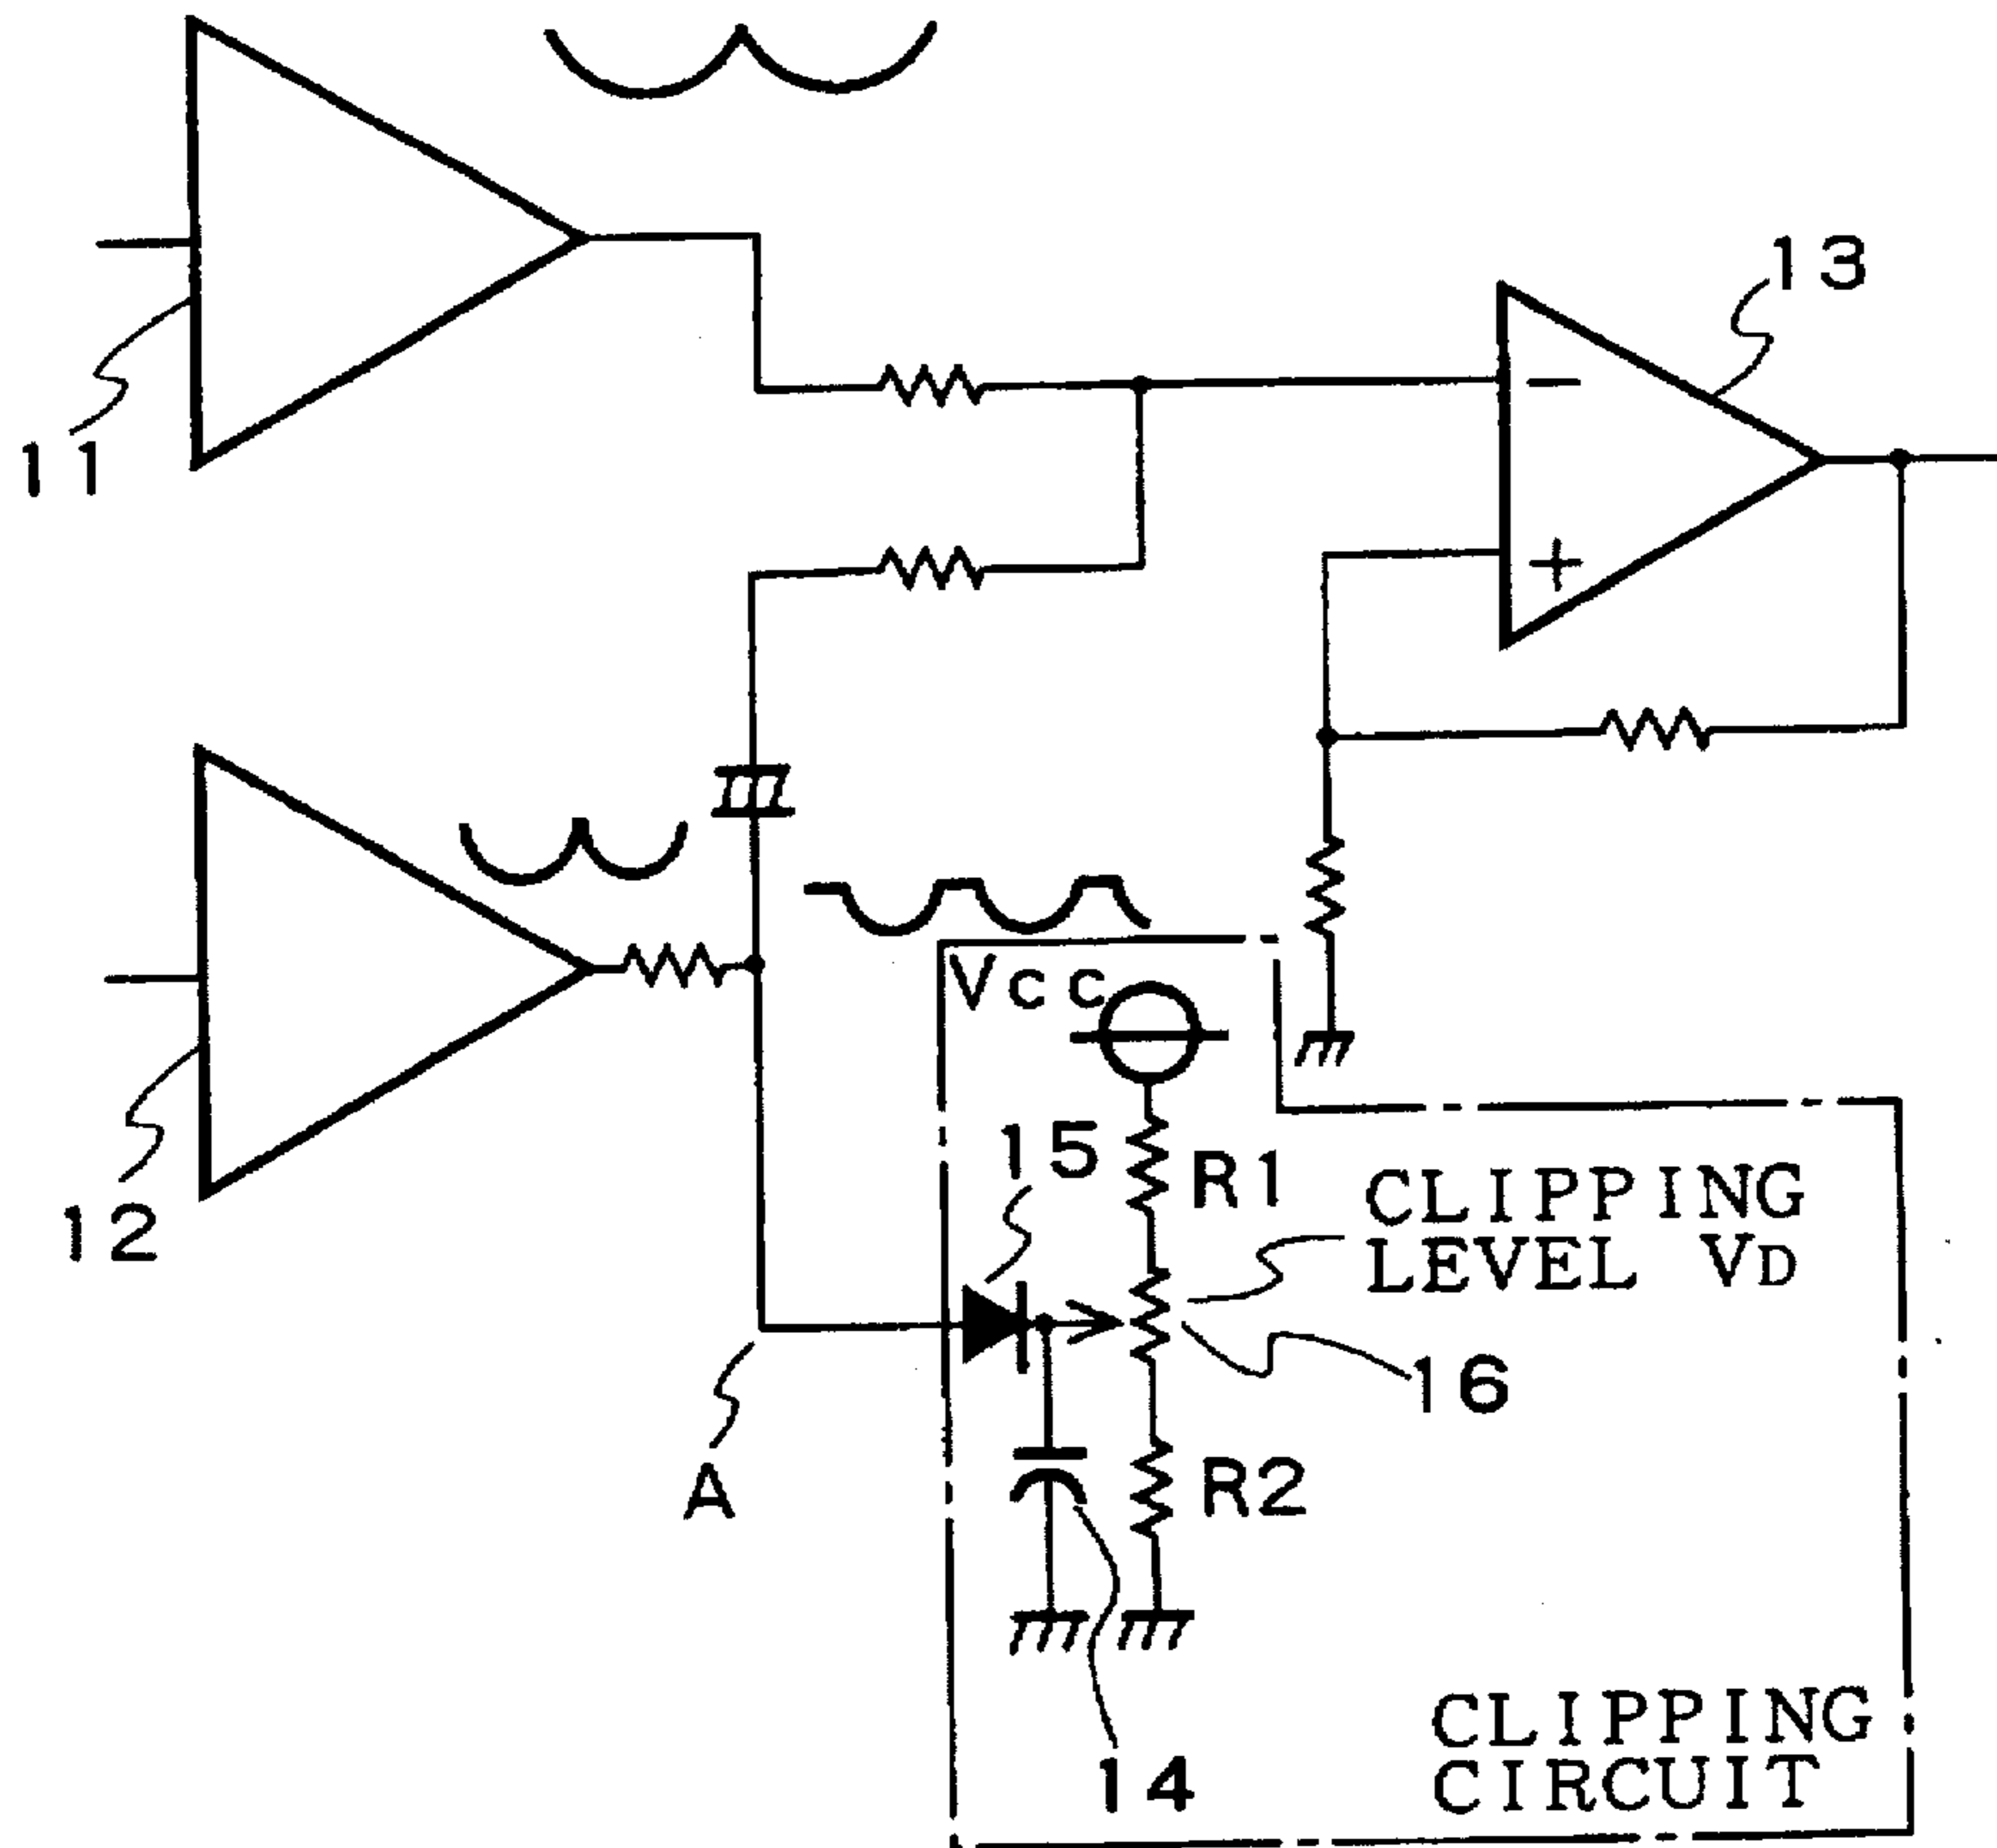 13
11
-
+
Vcc
15
R1
CLIPPING
LEVEL VD
12
16
A
R2
14
CLIPPING
CIRCUIT